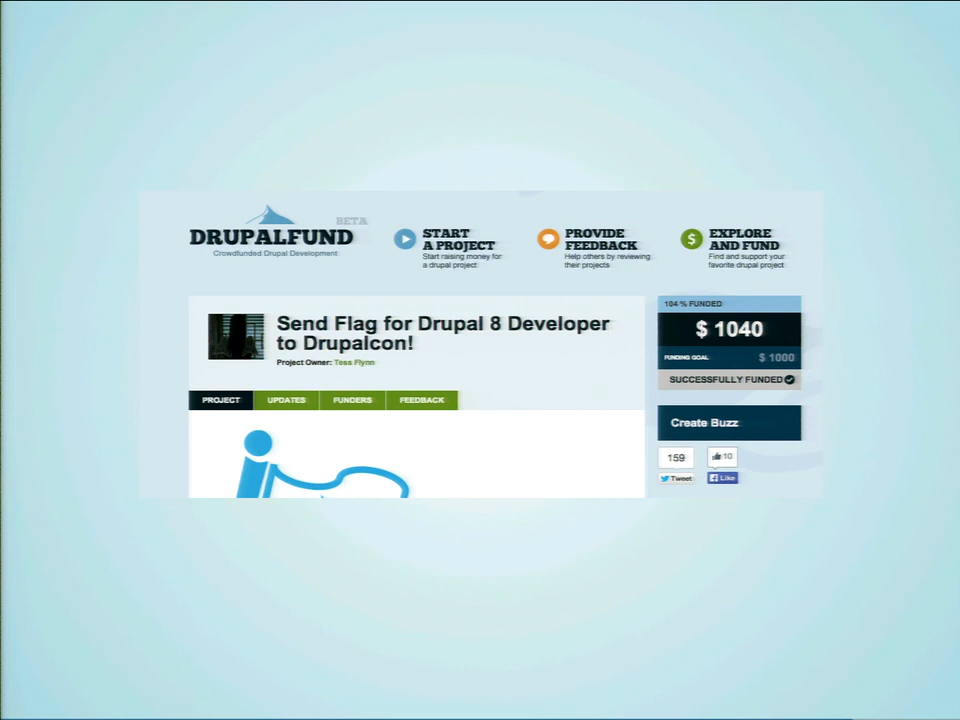 BETA
DRUPALFUND
Crowdfunded Drupal Development
START
A PROJECT
Start raising money for
a drupal project
PROVIDE
FEEDBACK
Help others by reviewing
their projects
$
EXPLORE
AND FUND
Find and support your
favorite drupal project
Send Flag for Drupal 8 Developer
to Drupalcon!
Project Owner: Tess Flynn
PROJECT
UPDATES
FUNDERS
FEEDBACK
104 % FUNDED
$ 1040
FUNDING GOAL
$ 1000
SUCCESSFULLY FUNDED
Create Buzz
159
10
Tweet
Like